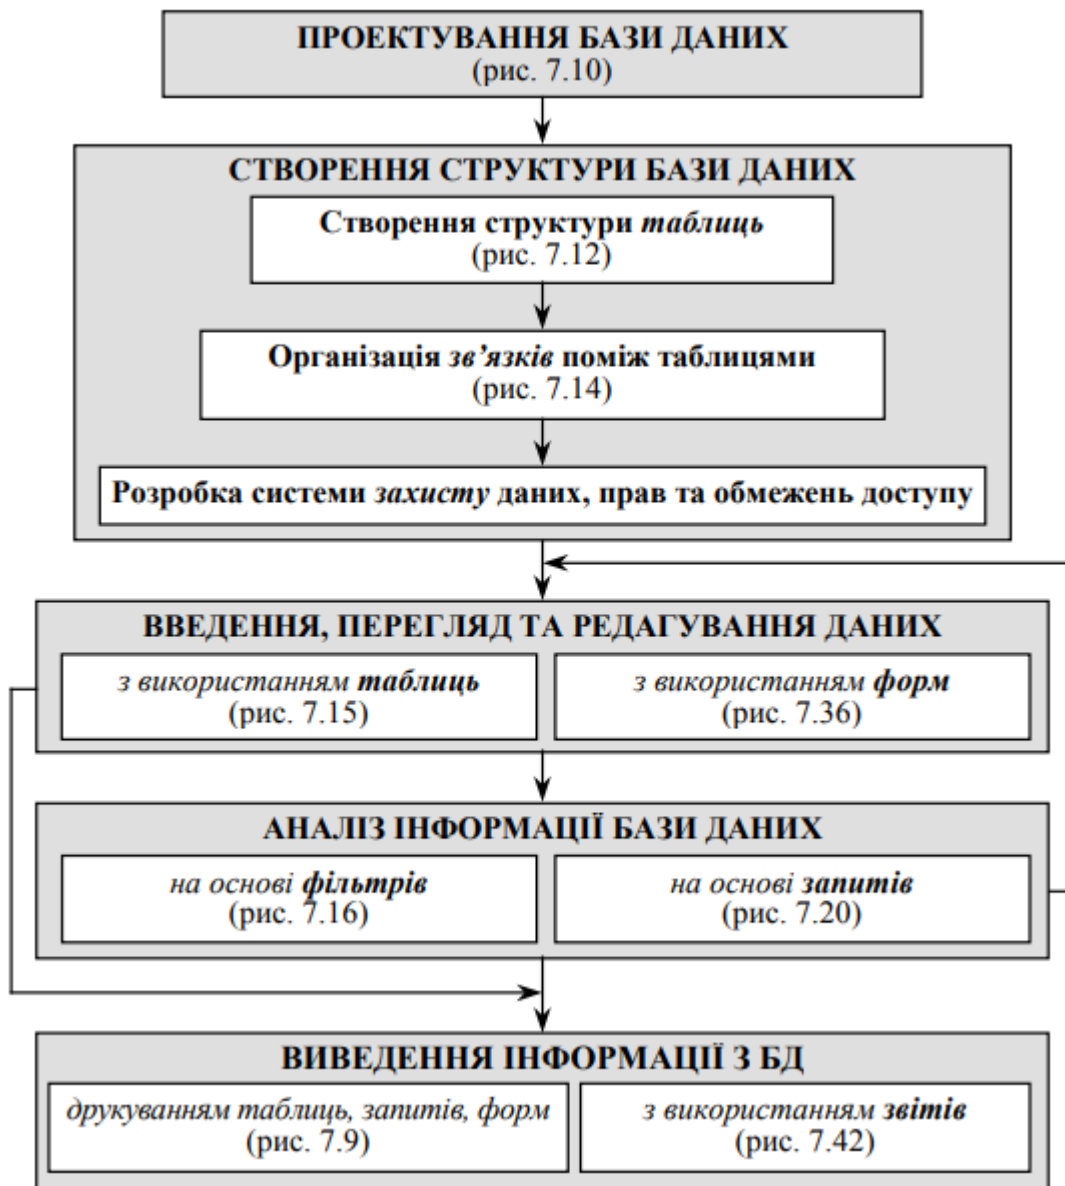 ПРОЕКТУВАННЯ БАЗИ ДАНИХ
(рис. 7.10)
СТВОРЕННЯ СТРУКТУРИ БАЗИ ДАНИХ
Створення структури таблиць
(рис. 7.12)
Організація зв’язків поміж таблицями
(рис. 7.14)
Розробка системи захисту даних, прав та обмежень доступу
ВВЕДЕННЯ, ПЕРЕГЛЯД ТА РЕДАГУВАННЯ ДАНИХ
з використанням таблиць
(рис. 7.15)
з використанням форм
(рис. 7.36)
АНАЛІЗ ІНФОРМАЦІЇ БАЗИ ДАНИХ
на основі фільтрів
(рис. 7.16)
на основі запитів
(рис. 7.20)
ВИВЕДЕННЯ ІНФОРМАЦІЇ З БД
друкуванням таблиць, запитів, форм
(рис. 7.9)
з використанням звітів
(рис. 7.42)